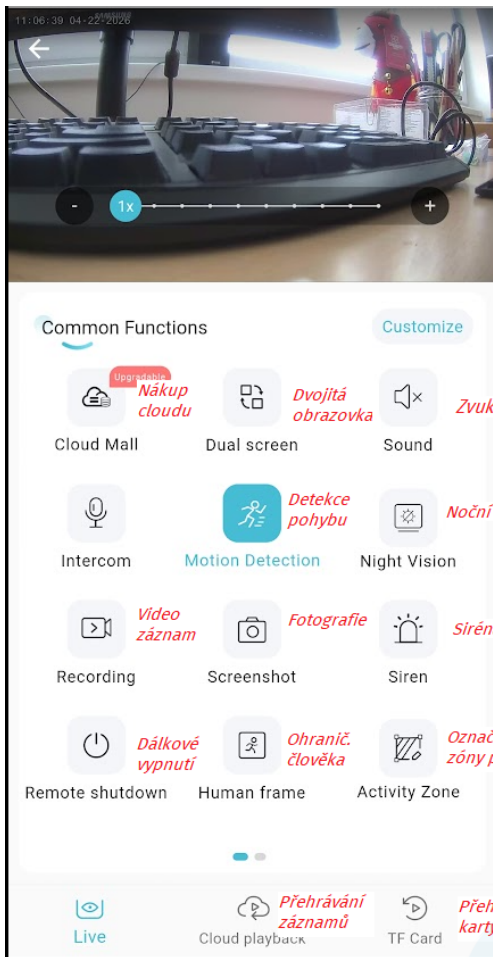 11:06:39 04-22-2026
SAMSUNG
- 1x +
Common Functions
Customize
Upgradable
Nákup
cloudu
Cloud Mall
Dvojitá
obrazovka
Dual screen
Zvuk
Sound
Intercom
Detekce
pohybu
Motion Detection
Noční
Night Vision
Video
záznam
Recording
Fotografie
Screenshot
Sirén
Siren
Dálkové
vypnutí
Remote shutdown
Ohranič.
člověka
Human frame
Označ
zóny p
Activity Zone
Live
Přehrávání
záznamů
Cloud playback
Přeh
karty
TF Card